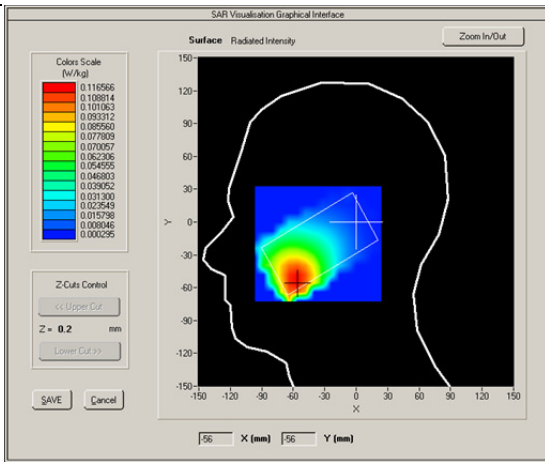 SAR Visualisation Graphical Interface
Surface Radiated Intensity
Zoom In/Out
Colors Scale
(W/kg)
0.116566
0.108814
0.101063
0.093312
0.085560
0.077809
0.070057
0.062306
0.054555
0.046803
0.039052
0.031300
0.023549
0.015798
0.008046
0.000295
Z-Cuts Control
<< Upper Cut
Z = 0.2 mm
Lower Cut >>
SAVE Cancel
150-
120-
90-
60-
30-
Y 0-
-30-
-60-
-90-
-120-
-150-
-150 -120 -90 -60 -30 0 30 60 90 120 150
X
-56 X (mm) -56 Y (mm)